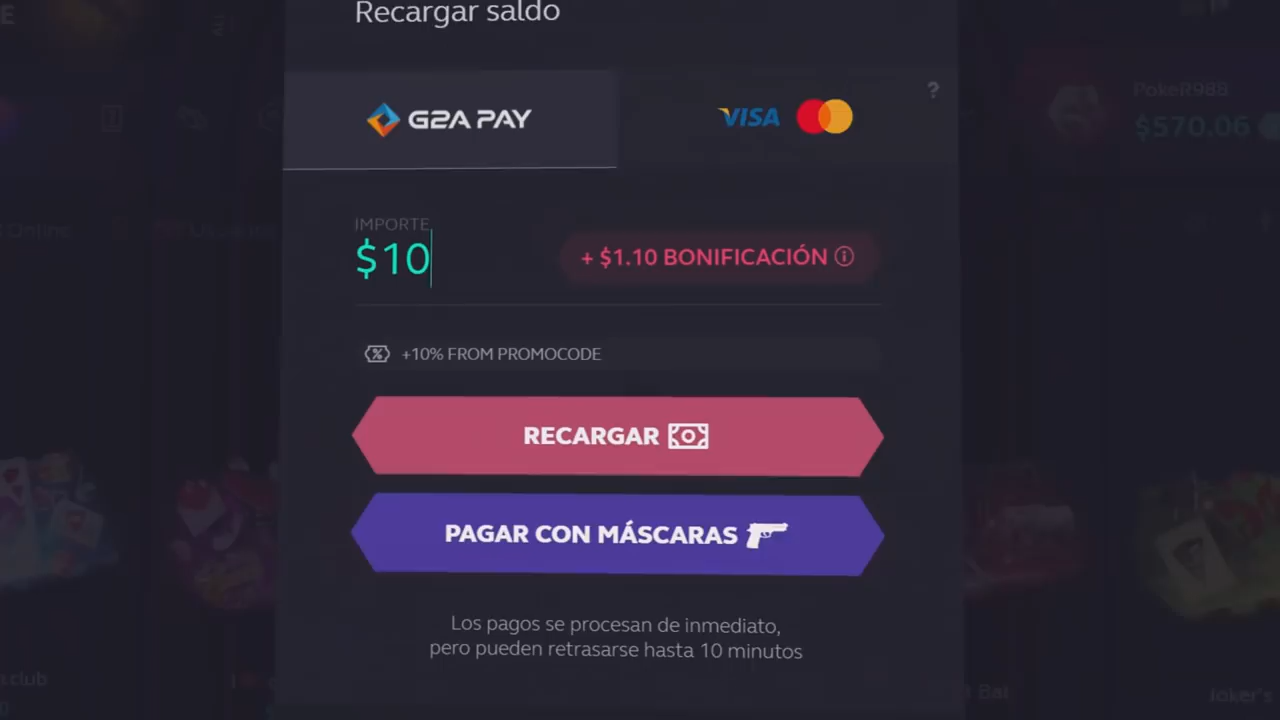 Recargar saldo
G2A PAY
VISA
?
PokeR988
$570.06
IMPORTE
$10
+ $1.10 BONIFICACIÓN
+10% FROM PROMOCODE
RECARGAR
PAGAR CON MÁSCARAS
Los pagos se procesan de inmediato,
pero pueden retrasarse hasta 10 minutos
Joker's